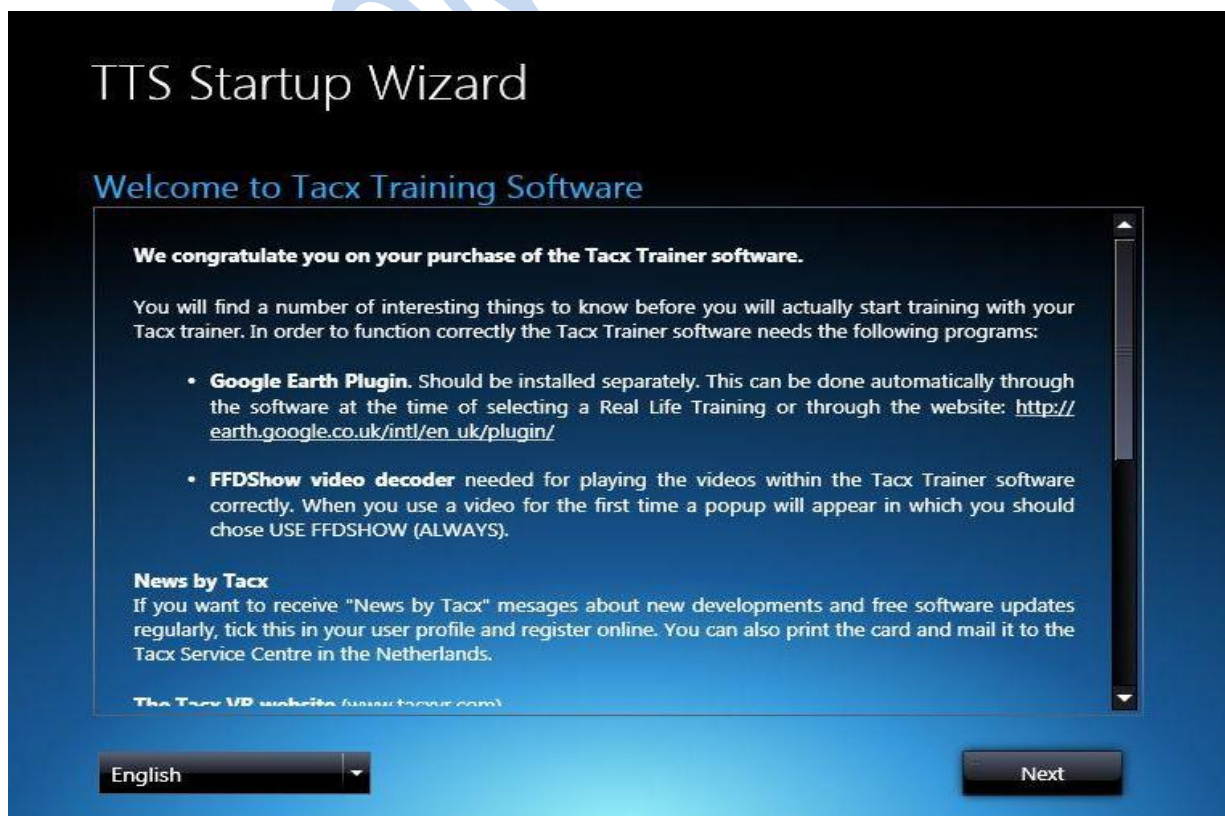 TTS Startup Wizard
Welcome to Tacx Training Software
We congratulate you on your purchase of the Tacx Trainer software.
You will find a number of interesting things to know before you will actually start training with your
Tacx trainer. In order to function correctly the Tacx Trainer software needs the following programs:
• Google Earth Plugin. Should be installed separately. This can be done automatically through
the software at the time of selecting a Real Life Training or through the website: http://
earth.google.co.uk/intl/en_uk/plugin/
• FFDShow video decoder needed for playing the videos within the Tacx Trainer software
correctly. When you use a video for the first time a popup will appear in which you should
chose USE FFDSHOW (ALWAYS).
News by Tacx
If you want to receive "News by Tacx" mesages about new developments and free software updates
regularly, tick this in your user profile and register online. You can also print the card and mail it to the
Tacx Service Centre in the Netherlands.
The Tacx VR website (www.tacxvr.com)
English
Next